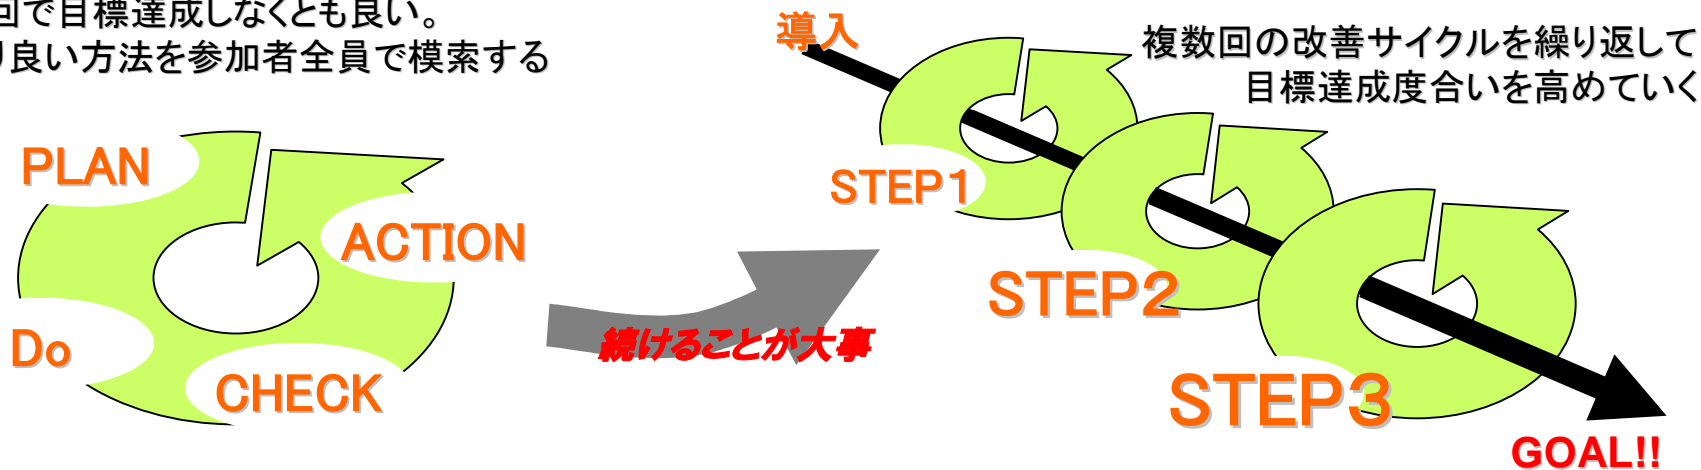 回で目標達成しなくとも良い。
り良い方法を参加者全員で模索する
PLAN
ACTION
Do
CHECK
続けることが大事
導入
複数回の改善サイクルを繰り返して
目標達成度合いを高めていく
STEP1
STEP2
STEP3
GOAL!!